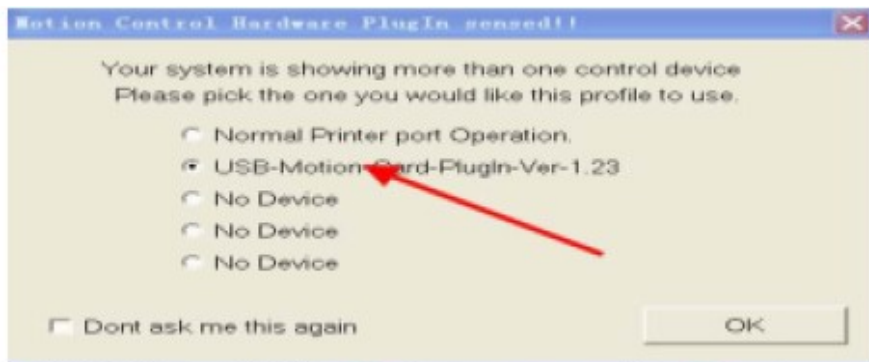 Motion Control Hardware PlugIn sensed!!
Your system is showing more than one control device
Please pick the one you would like this profile to use.
Normal Printer port Operation.
USB-Motion-Card-PlugIn-Ver-1.23
No Device
No Device
No Device
Dont ask me this again
OK